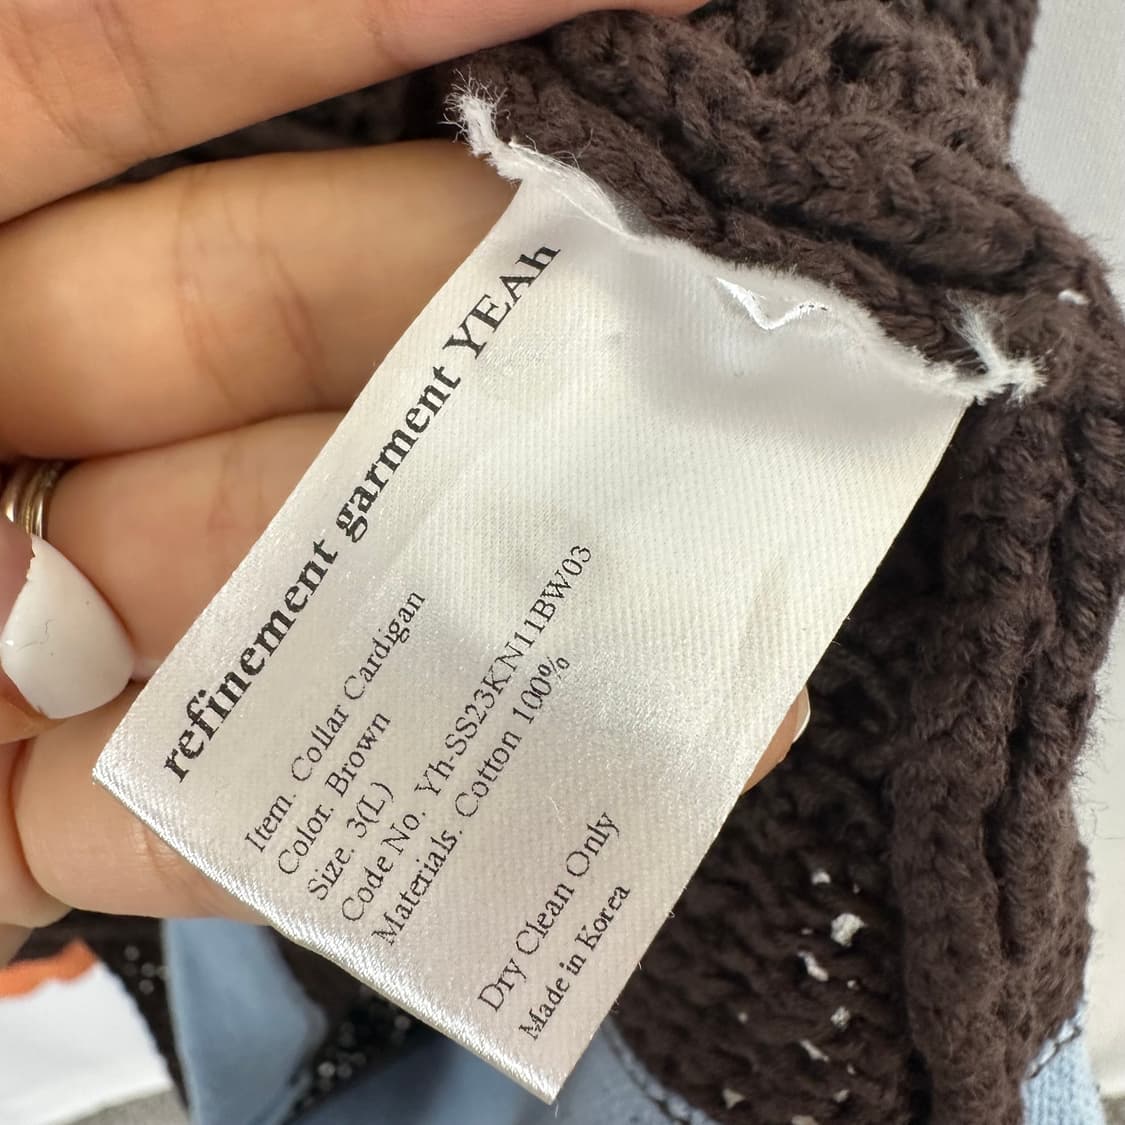 refinement garment YEAh
Item. Collar Cardigan
Color. Brown
Size. 3(L)
Code No. Yh-SS23KN11BW03
Materials. Cotton 100%
Dry Clean Only
Made in Korea